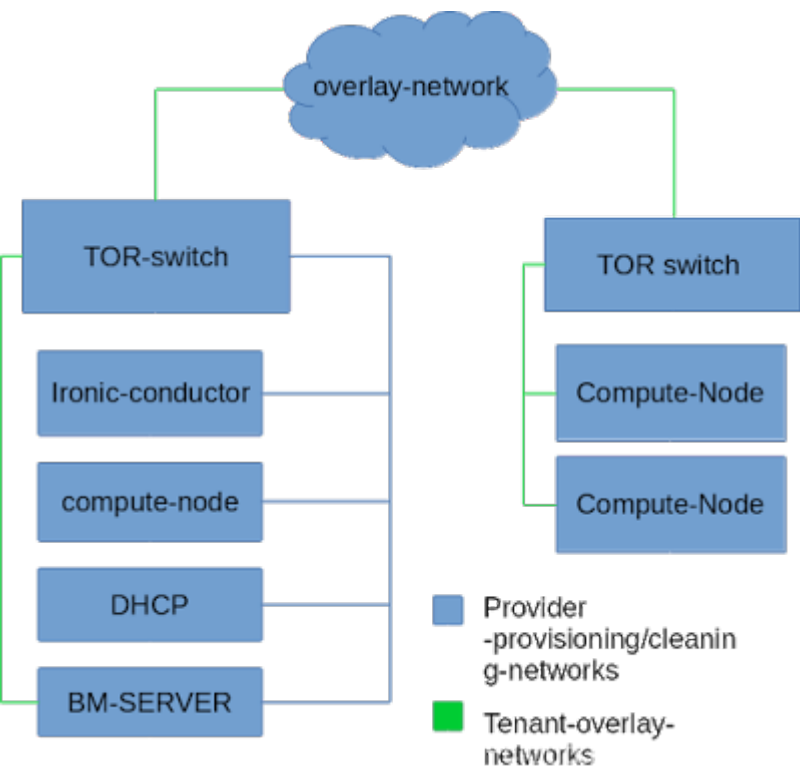 overlay-network
TOR-switch
TOR switch
Ironic-conductor
Compute-Node
compute-node
Compute-Node
DHCP
BM-SERVER
Provider
-provisioning/cleanin
g-networks
Tenant-overlay-
networks